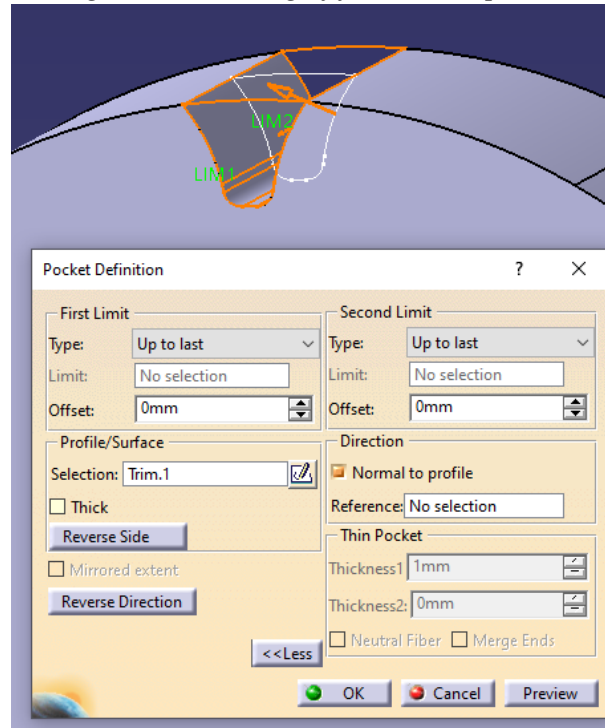 LIM2
LIM1
Pocket Definition ? ×
First Limit
Type: Up to last
Limit: No selection
Offset: 0mm
Second Limit
Type: Up to last
Limit: No selection
Offset: 0mm
Profile/Surface
Selection: Trim.1
Thick
Reverse Side
Mirrored extent
Reverse Direction
Direction
Normal to profile
Reference: No selection
Thin Pocket
Thickness1 1mm
Thickness2: 0mm
Neutral Fiber Merge Ends
<<Less
OK Cancel Preview